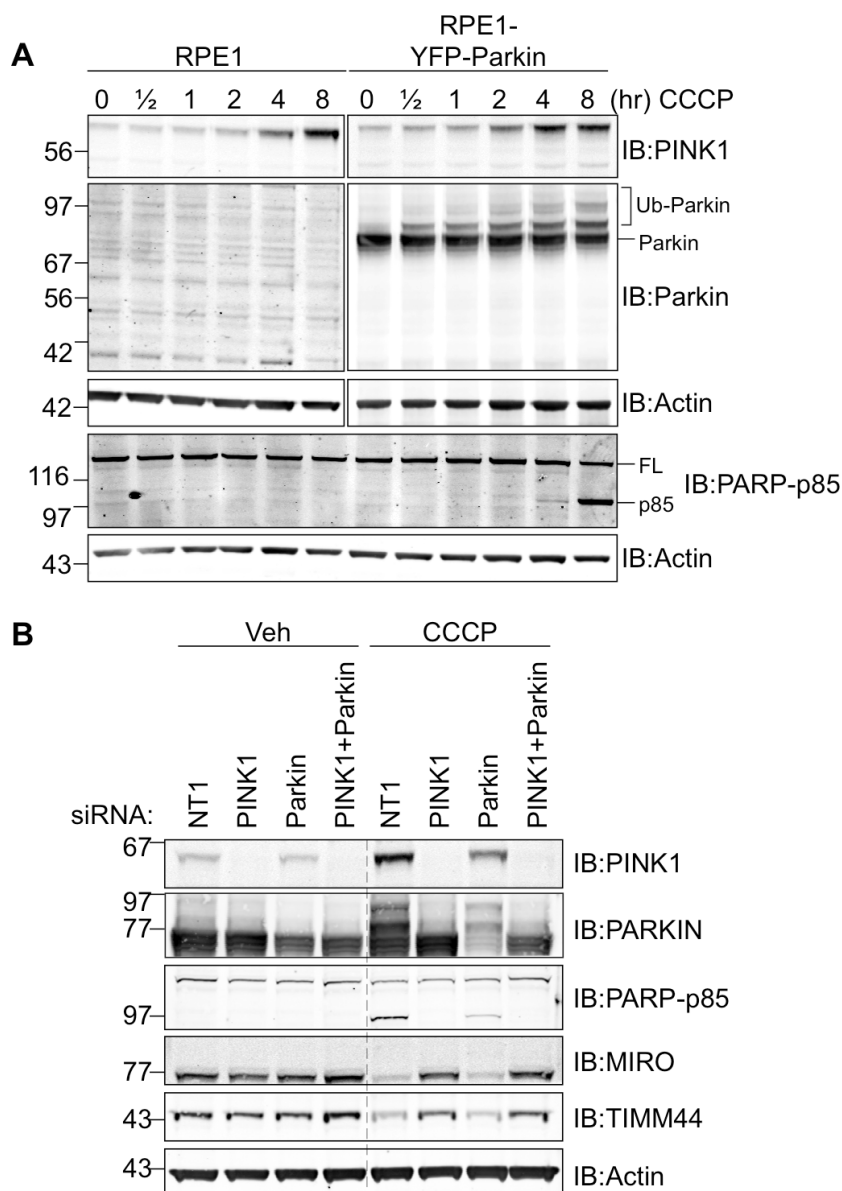 A
RPE1
RPE1-
YFP-Parkin
0 ½ 1 2 4 8 0 ½ 1 2 4 8 (hr) CCCP
56
IB:PINK1
97
67
56
42
Ub-Parkin
Parkin
IB:Parkin
42
IB:Actin
116
97
FL
p85
IB:PARP-p85
43
IB:Actin
B
Veh CCCP
siRNA: NT1 PINK1 Parkin PINK1+Parkin NT1 PINK1 Parkin PINK1+Parkin
67
IB:PINK1
97
77
IB:PARKIN
97
IB:PARP-p85
77
IB:MIRO
43
IB:TIMM44
43
IB:Actin